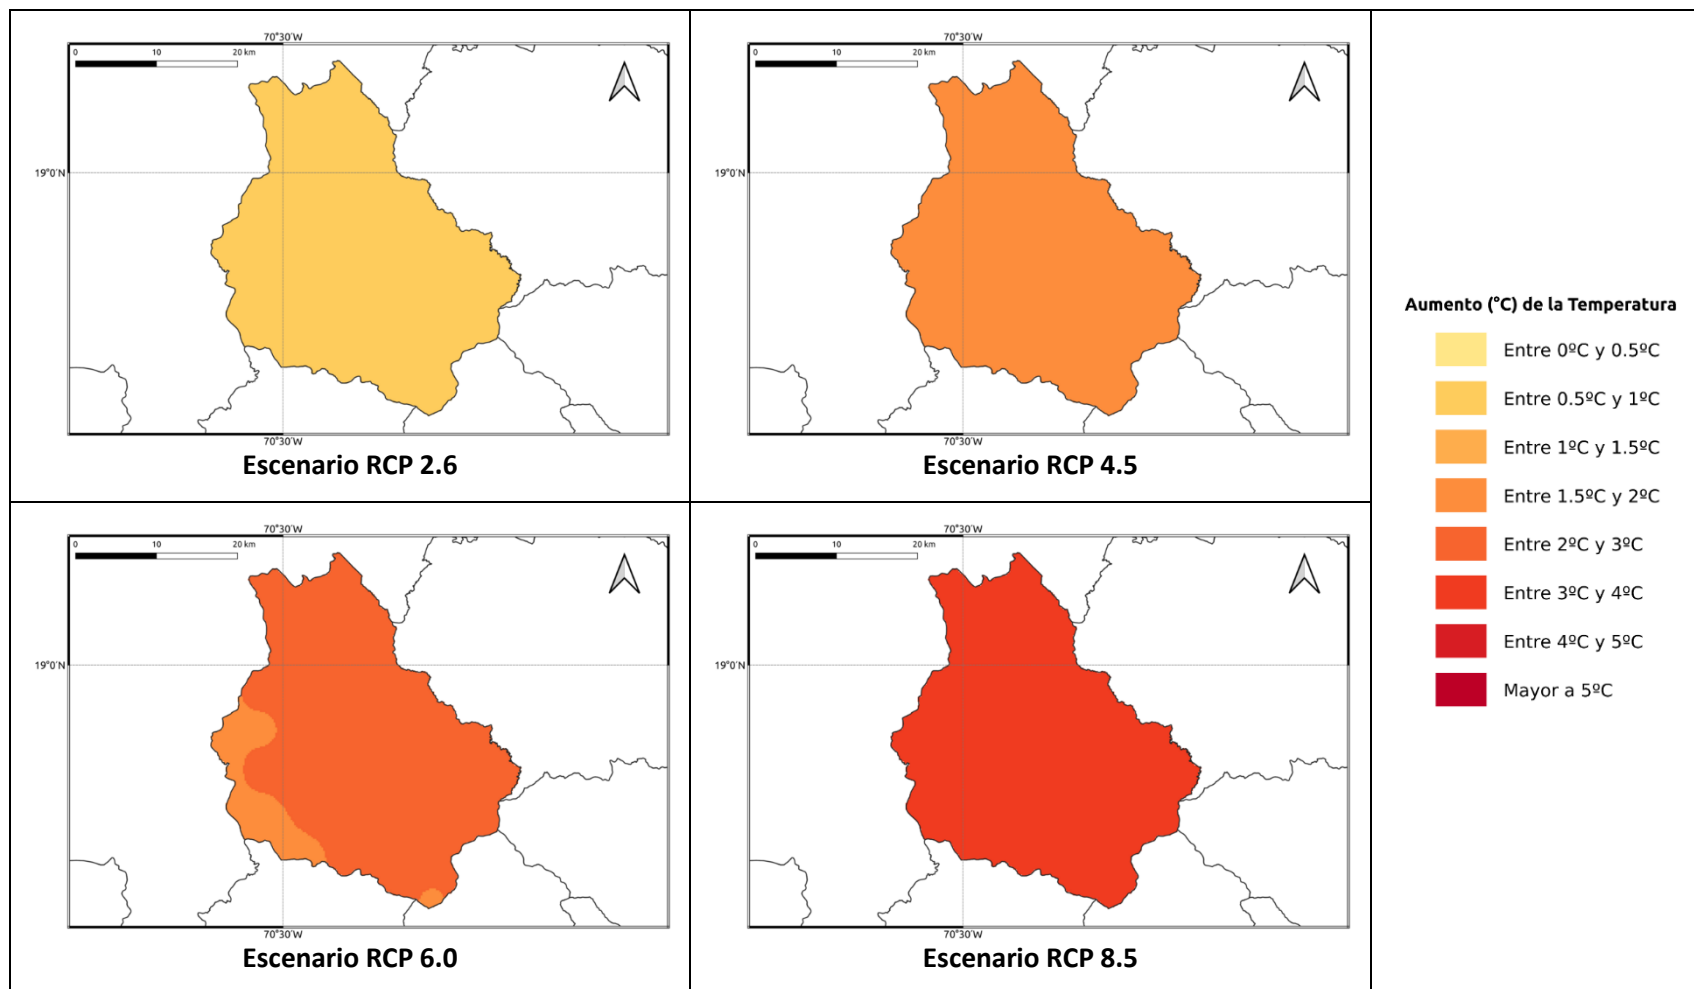 70°30'W
0 10 20 km
19°0'N
70°30'W
Escenario RCP 2.6
70°30'W
0 10 20 km
19°0'N
70°30'W
Escenario RCP 4.5
70°30'W
0 10 20 km
19°0'N
70°30'W
Escenario RCP 6.0
70°30'W
0 10 20 km
19°0'N
70°30'W
Escenario RCP 8.5
Aumento (°C) de la Temperatura
Entre 0ºC y 0.5ºC
Entre 0.5ºC y 1ºC
Entre 1ºC y 1.5ºC
Entre 1.5ºC y 2ºC
Entre 2ºC y 3ºC
Entre 3ºC y 4ºC
Entre 4ºC y 5ºC
Mayor a 5ºC